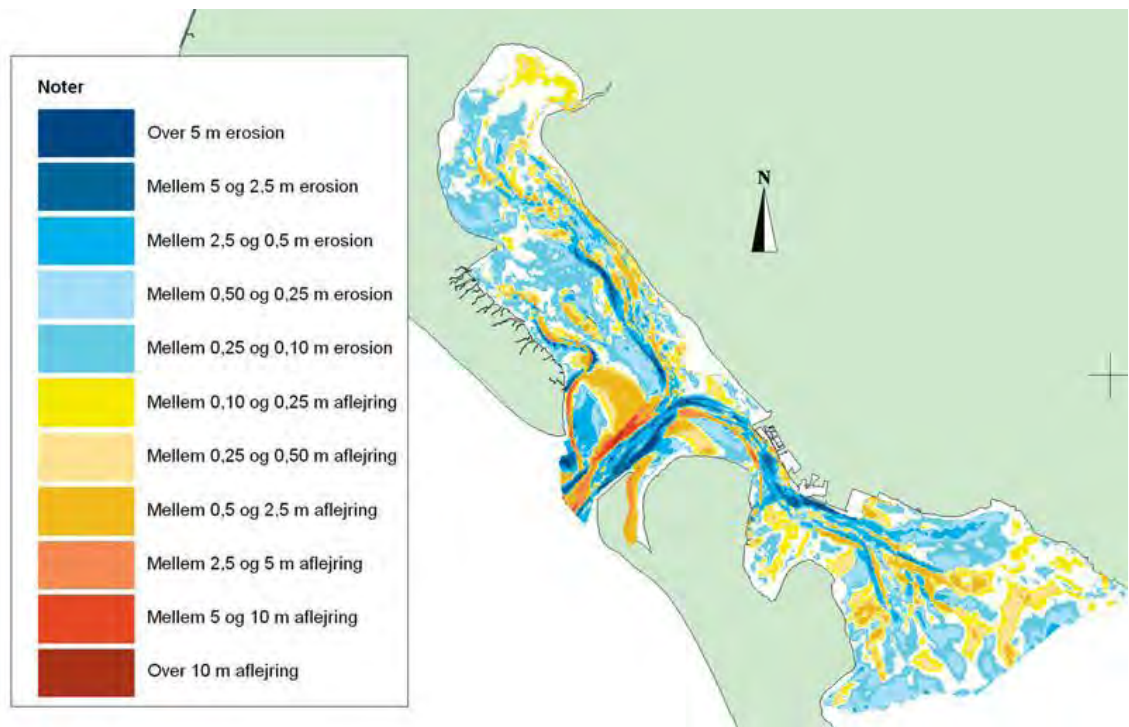 Noter
Over 5 m erosion
Mellem 5 og 2,5 m erosion
Mellem 2,5 og 0,5 m erosion
Mellem 0,50 og 0,25 m erosion
Mellem 0,25 og 0,10 m erosion
Mellem 0,10 og 0,25 m aflejring
Mellem 0,25 og 0,50 m aflejring
Mellem 0,5 og 2,5 m aflejring
Mellem 2,5 og 5 m aflejring
Mellem 5 og 10 m aflejring
Over 10 m aflejring
N